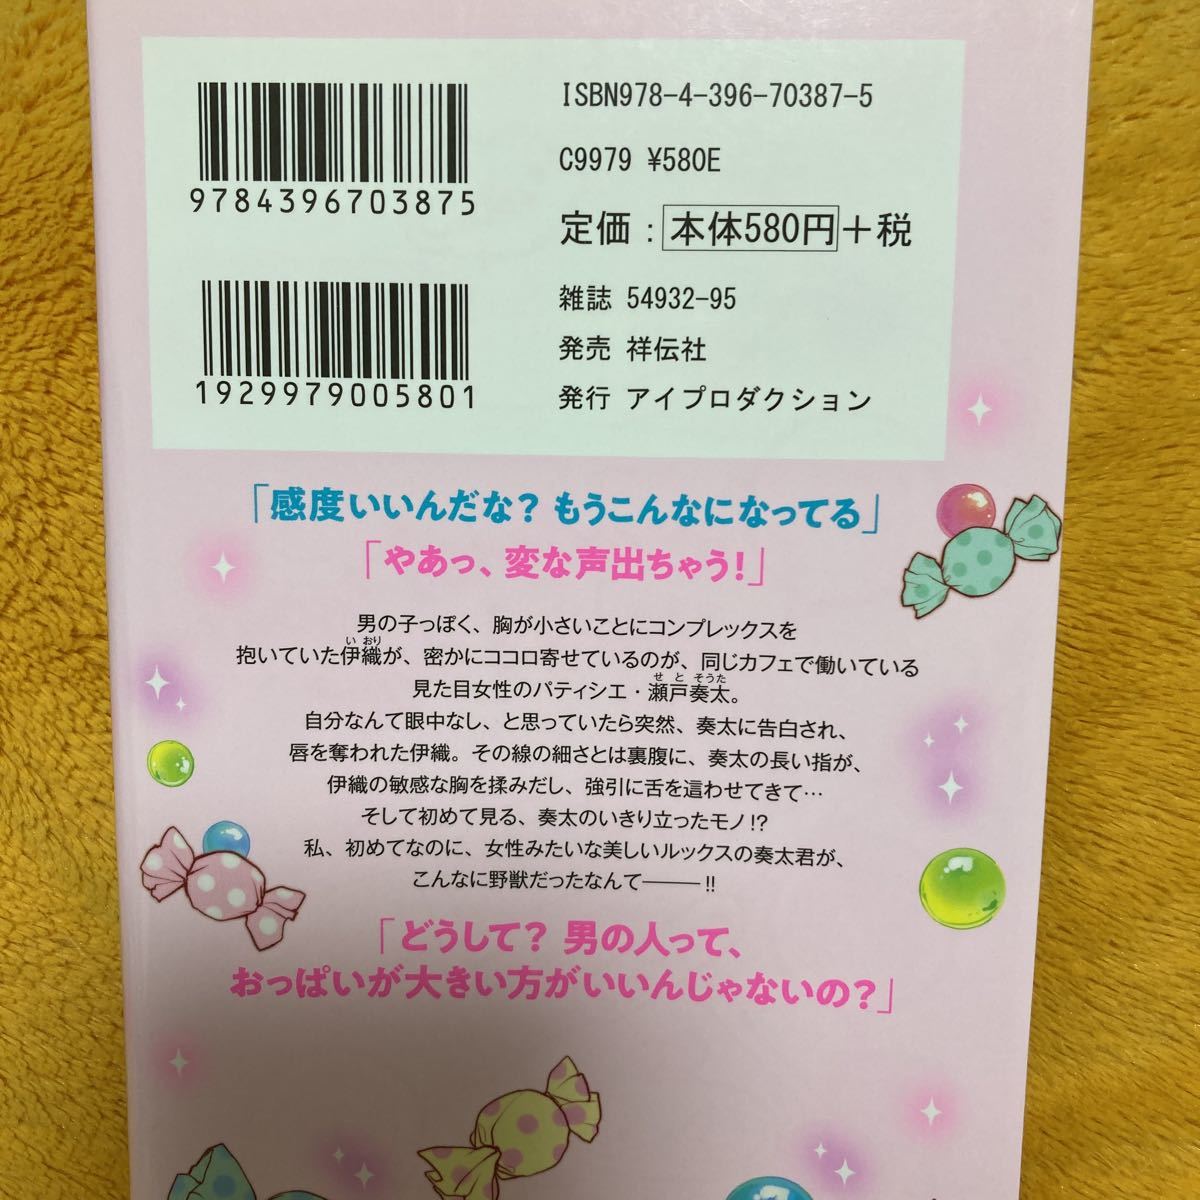 ISBN978-4-396-70387-5
9784396703875
C9979 ¥580E
定価：本体580円＋税
雑誌 54932-95
発売 祥伝社
1929979005801
発行 アイプロダクション
「感度いいんだな？ もうこんなになってる」
「やあっ、変な声出ちゃう！」
男の子っぽく、胸が小さいことにコンプレックスを
い おり
抱いていた伊織が、密かにココロ寄せているのが、同じカフェで働いている
せ と そうた
見た目女性のパティシエ・瀬戸奏太。
自分なんて眼中なし、と思っていたら突然、奏太に告白され、
唇を奪われた伊織。その線の細さとは裏腹に、奏太の長い指が、
伊織の敏感な胸を揉みだし、強引に舌を這わせてきて…
そして初めて見る、奏太のいきり立ったモノ!?
私、初めてなのに、女性みたいな美しいルックスの奏太君が、
こんなに野獣だったなんて――!!
「どうして？ 男の人って、
おっぱいが大きい方がいいんじゃないの？」